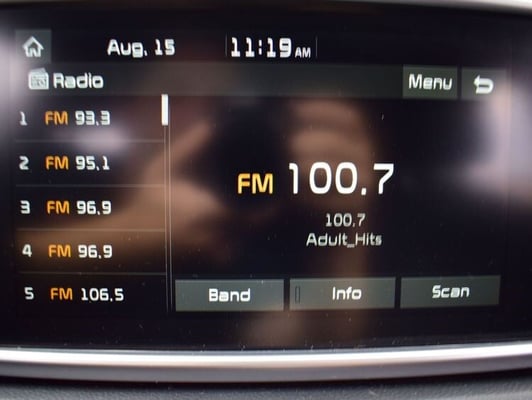 Aug. 15 11:19 AM
Radio Menu
1 FM 93.3
2 FM 95.1
3 FM 96.9
4 FM 96.9
5 FM 106.5
FM 100.7
100.7
Adult_Hits
Band Info Scan